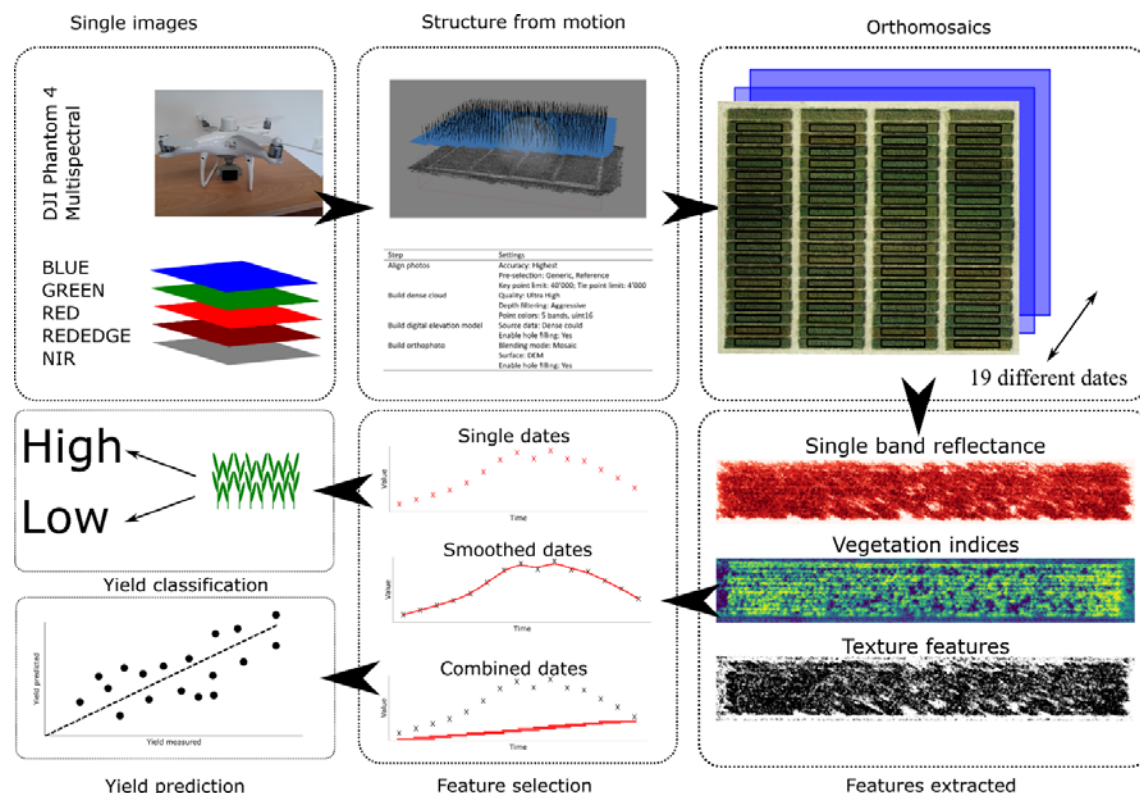 Single images
Structure from motion
Orthomosaics
DJI Phantom 4
Multispectral
BLUE
GREEN
RED
REDEDGE
NIR
Step Settings
Align photos Accuracy: Highest
Pre-selection: Generic, Reference
Key point limit: 40'000; Tie point limit: 4'000
Build dense cloud Quality: Ultra High
Depth filtering: Aggressive
Point colors: 5 bands, uint16
Build digital elevation model Source data: Dense could
Enable hole filling: Yes
Build orthophoto Blending mode: Mosaic
Surface: DEM
Enable hole filling: Yes
19 different dates
High
Low
Yield classification
Single dates
Value
Time
Smoothed dates
Value
Time
Combined dates
Value
Time
Feature selection
Single band reflectance
Vegetation indices
Texture features
Features extracted
Yield predicted
Yield measured
Yield prediction